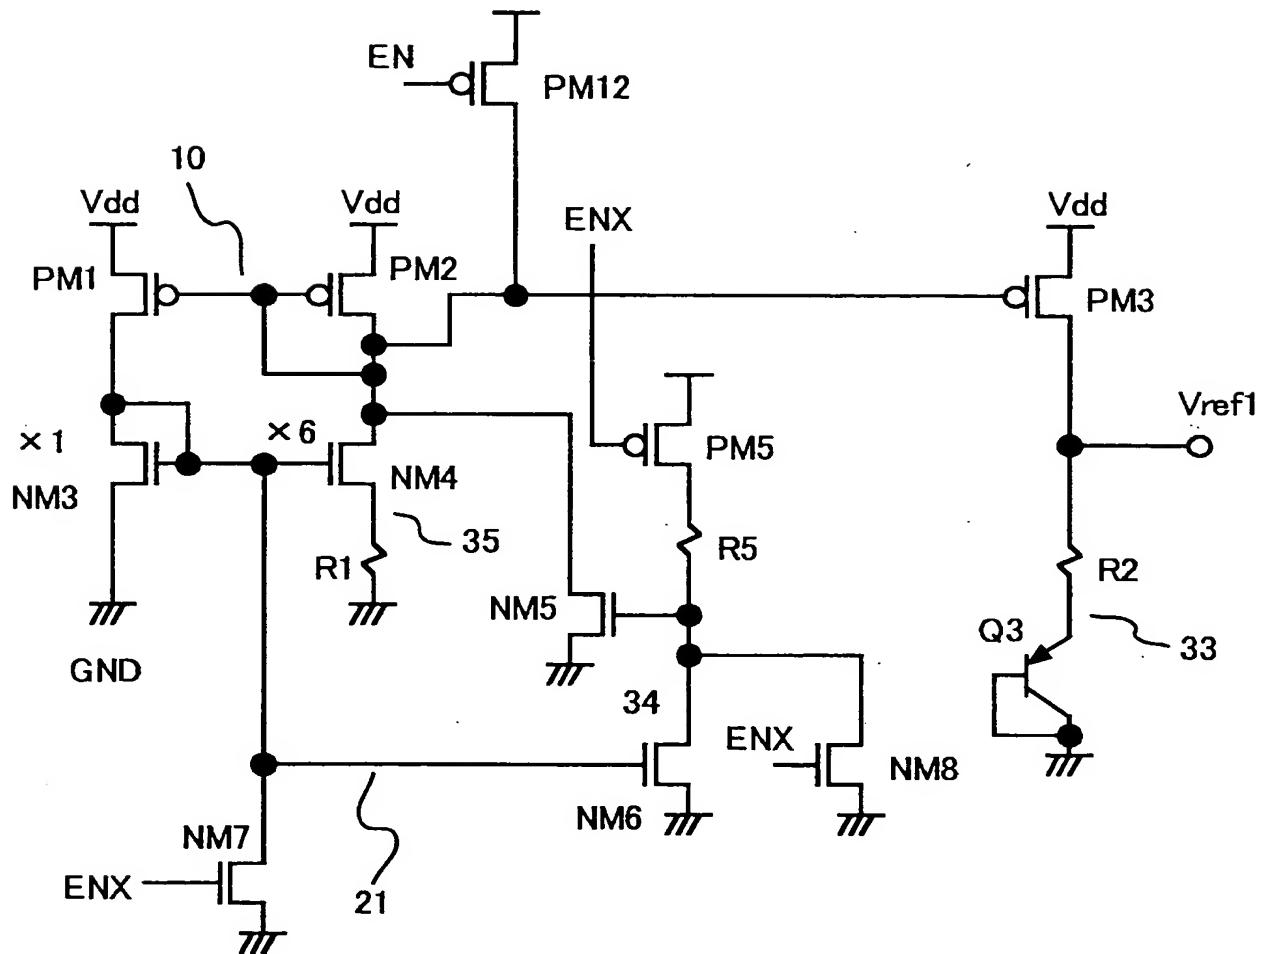 EN
PM12
10
Vdd
Vdd
ENX
Vdd
PM1
PM2
PM3
Vref1
×1
×6
PM5
NM3
NM4
35
R5
R1
R2
NM5
Q3
33
GND
34
ENX
NM8
NM6
NM7
ENX
21